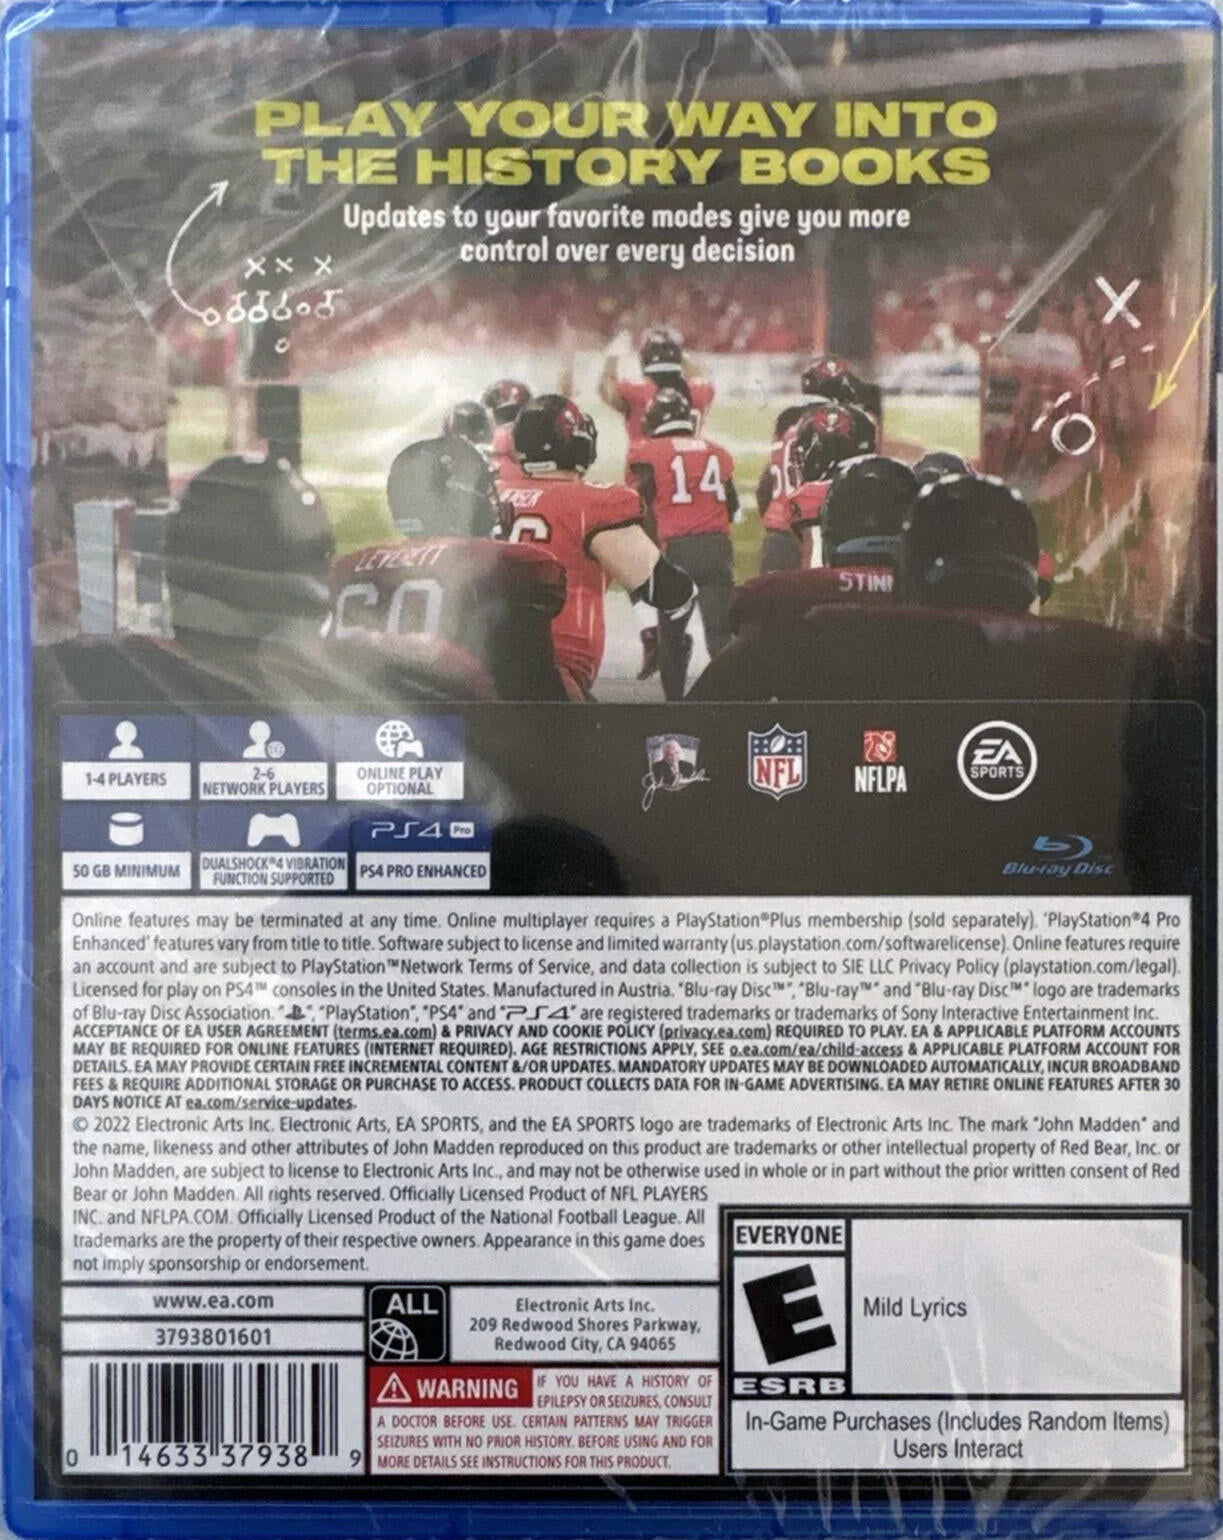 PLAY YOUR WAY INTO
THE HISTORY BOOKS
Updates to your favorite modes give you more
control over every decision
14
LEVERETT
60
6
STINN
1-4 PLAYERS
2-6
NETWORK PLAYERS
ONLINE PLAY
OPTIONAL
NFL
NFLPA
EA
SPORTS
PS4 Pro
50 GB MINIMUM
DUALSHOCK®4 VIBRATION
FUNCTION SUPPORTED
PS4 PRO ENHANCED
Blu-ray Disc
Online features may be terminated at any time. Online multiplayer requires a PlayStation®Plus membership (sold separately). 'PlayStation®4 Pro
Enhanced' features vary from title to title. Software subject to license and limited warranty (us.playstation.com/softwarelicense). Online features require
an account and are subject to PlayStation™Network Terms of Service, and data collection is subject to SIE LLC Privacy Policy (playstation.com/legal).
Licensed for play on PS4™ consoles in the United States. Manufactured in Austria. "Blu-ray Disc™", "Blu-ray™" and "Blu-ray Disc™" logo are trademarks
of Blu-ray Disc Association. " ", "PlayStation", "PS4" and "PS4" are registered trademarks or trademarks of Sony Interactive Entertainment Inc.
ACCEPTANCE OF EA USER AGREEMENT (terms.ea.com) & PRIVACY AND COOKIE POLICY (privacy.ea.com) REQUIRED TO PLAY. EA & APPLICABLE PLATFORM ACCOUNTS
MAY BE REQUIRED FOR ONLINE FEATURES (INTERNET REQUIRED). AGE RESTRICTIONS APPLY, SEE o.ea.com/ea/child-access & APPLICABLE PLATFORM ACCOUNT FOR
DETAILS. EA MAY PROVIDE CERTAIN FREE INCREMENTAL CONTENT &/OR UPDATES. MANDATORY UPDATES MAY BE DOWNLOADED AUTOMATICALLY, INCUR BROADBAND
FEES & REQUIRE ADDITIONAL STORAGE OR PURCHASE TO ACCESS. PRODUCT COLLECTS DATA FOR IN-GAME ADVERTISING. EA MAY RETIRE ONLINE FEATURES AFTER 30
DAYS NOTICE AT ea.com/service-updates.
© 2022 Electronic Arts Inc. Electronic Arts, EA SPORTS, and the EA SPORTS logo are trademarks of Electronic Arts Inc. The mark "John Madden" and
the name, likeness and other attributes of John Madden reproduced on this product are trademarks or other intellectual property of Red Bear, Inc. or
John Madden, are subject to license to Electronic Arts Inc., and may not be otherwise used in whole or in part without the prior written consent of Red
Bear or John Madden. All rights reserved. Officially Licensed Product of NFL PLAYERS
INC. and NFLPA.COM. Officially Licensed Product of the National Football League. All
trademarks are the property of their respective owners. Appearance in this game does
not imply sponsorship or endorsement.
www.ea.com
3793801601
ALL
Electronic Arts Inc.
209 Redwood Shores Parkway,
Redwood City, CA 94065
0 14633 37938 9
WARNING IF YOU HAVE A HISTORY OF
EPILEPSY OR SEIZURES, CONSULT
A DOCTOR BEFORE USE. CERTAIN PATTERNS MAY TRIGGER
SEIZURES WITH NO PRIOR HISTORY. BEFORE USING AND FOR
MORE DETAILS SEE INSTRUCTIONS FOR THIS PRODUCT.
EVERYONE
E
ESRB
Mild Lyrics
In-Game Purchases (Includes Random Items)
Users Interact